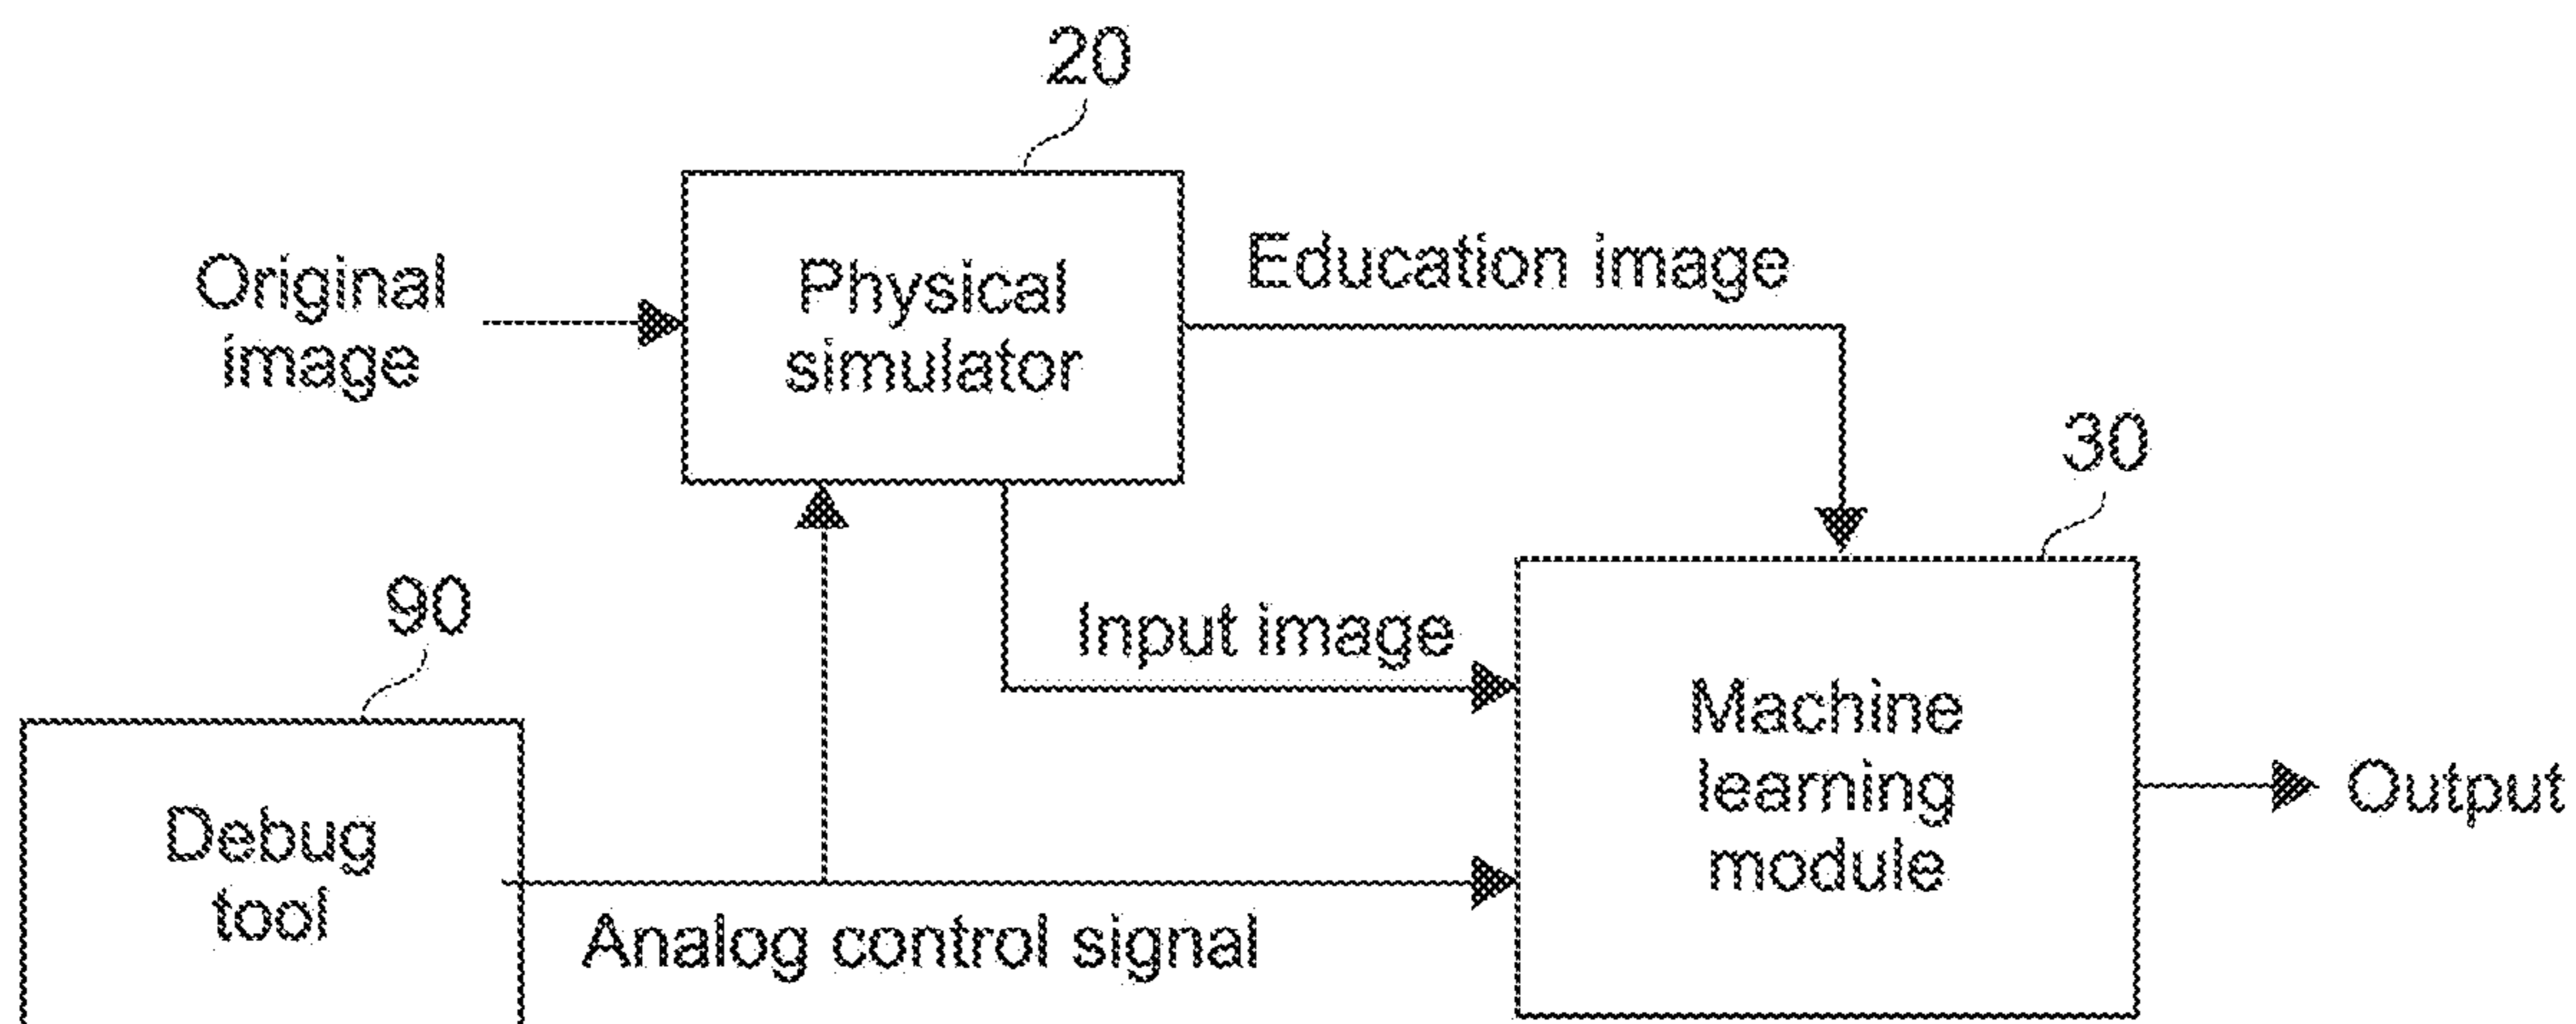 20
Original
image
Physical
simulator
Education image
30
90
Input image
Machine
learning
module
Output
Debug
tool
Analog control signal